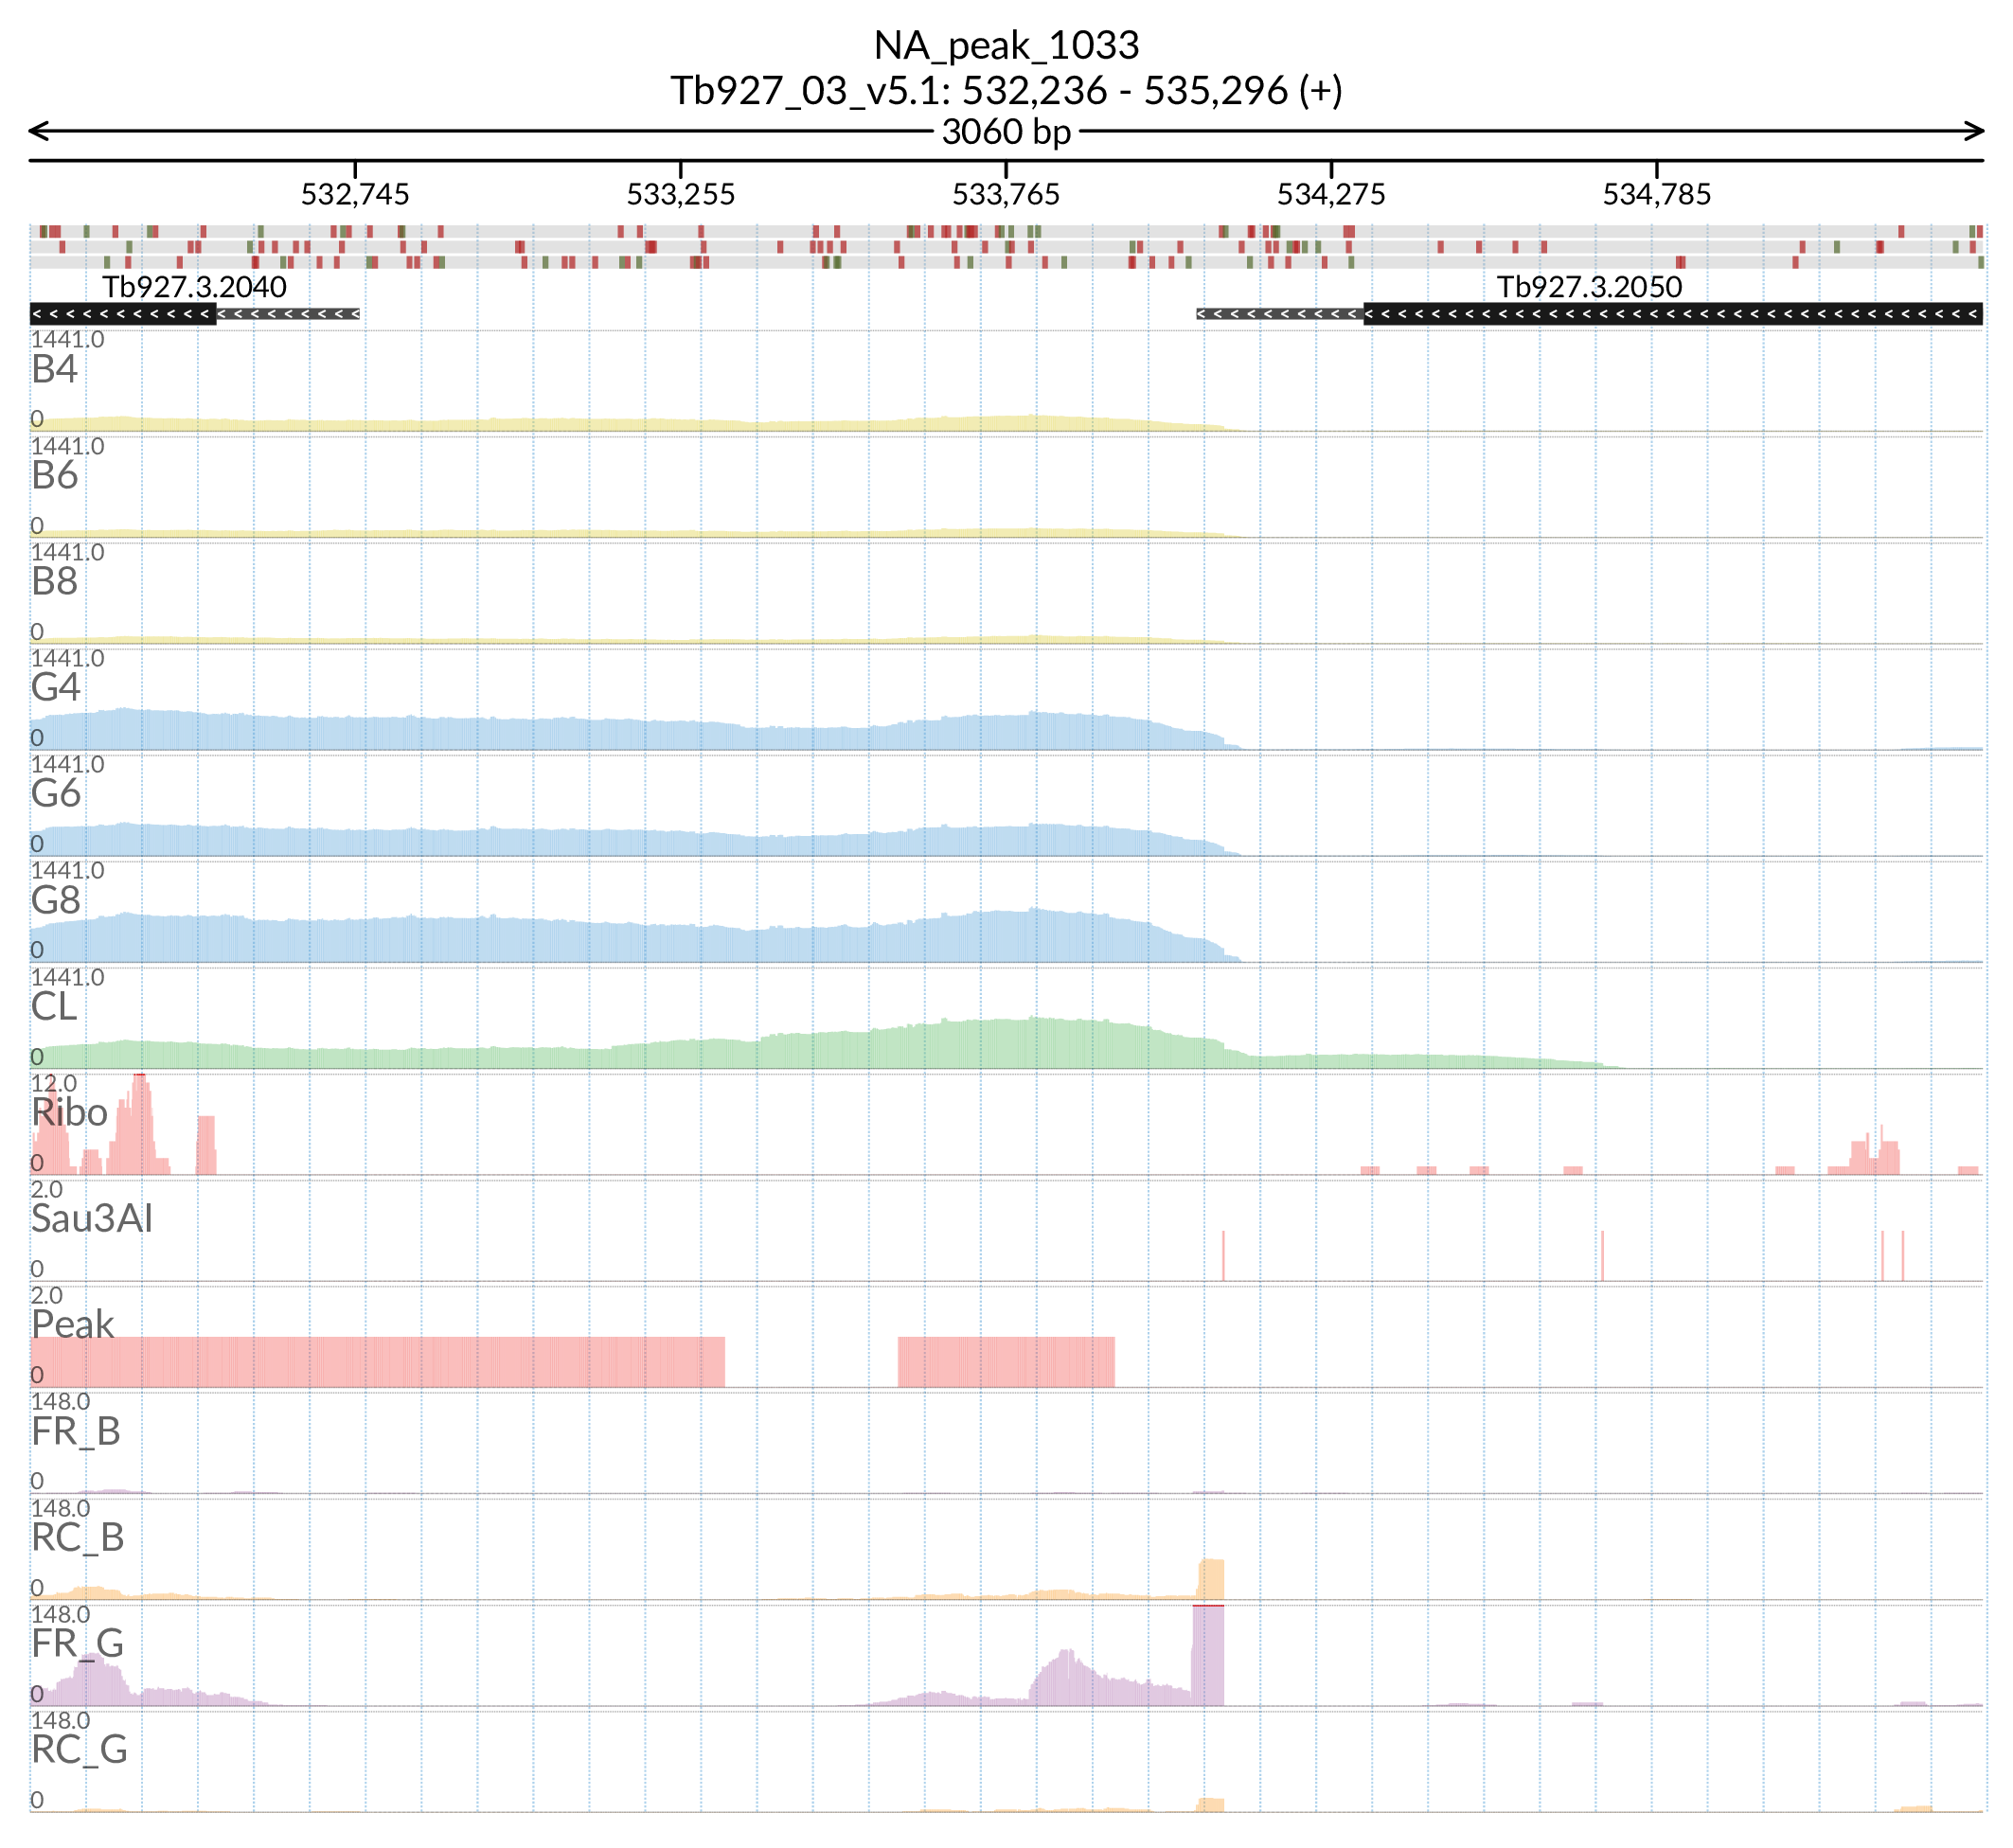 NA_peak_1033
Tb927_03_v5.1: 532,236 - 535,296 (+)
3060 bp
532,745 533,255 533,765 534,275 534,785
Tb927.3.2040 Tb927.3.2050
1441.0
B4
0
1441.0
B6
0
1441.0
B8
0
1441.0
G4
0
1441.0
G6
0
1441.0
G8
0
1441.0
CL
0
12.0
Ribo
0
2.0
Sau3AI
0
2.0
Peak
0
148.0
FR_B
0
148.0
RC_B
0
148.0
FR_G
0
148.0
RC_G
0